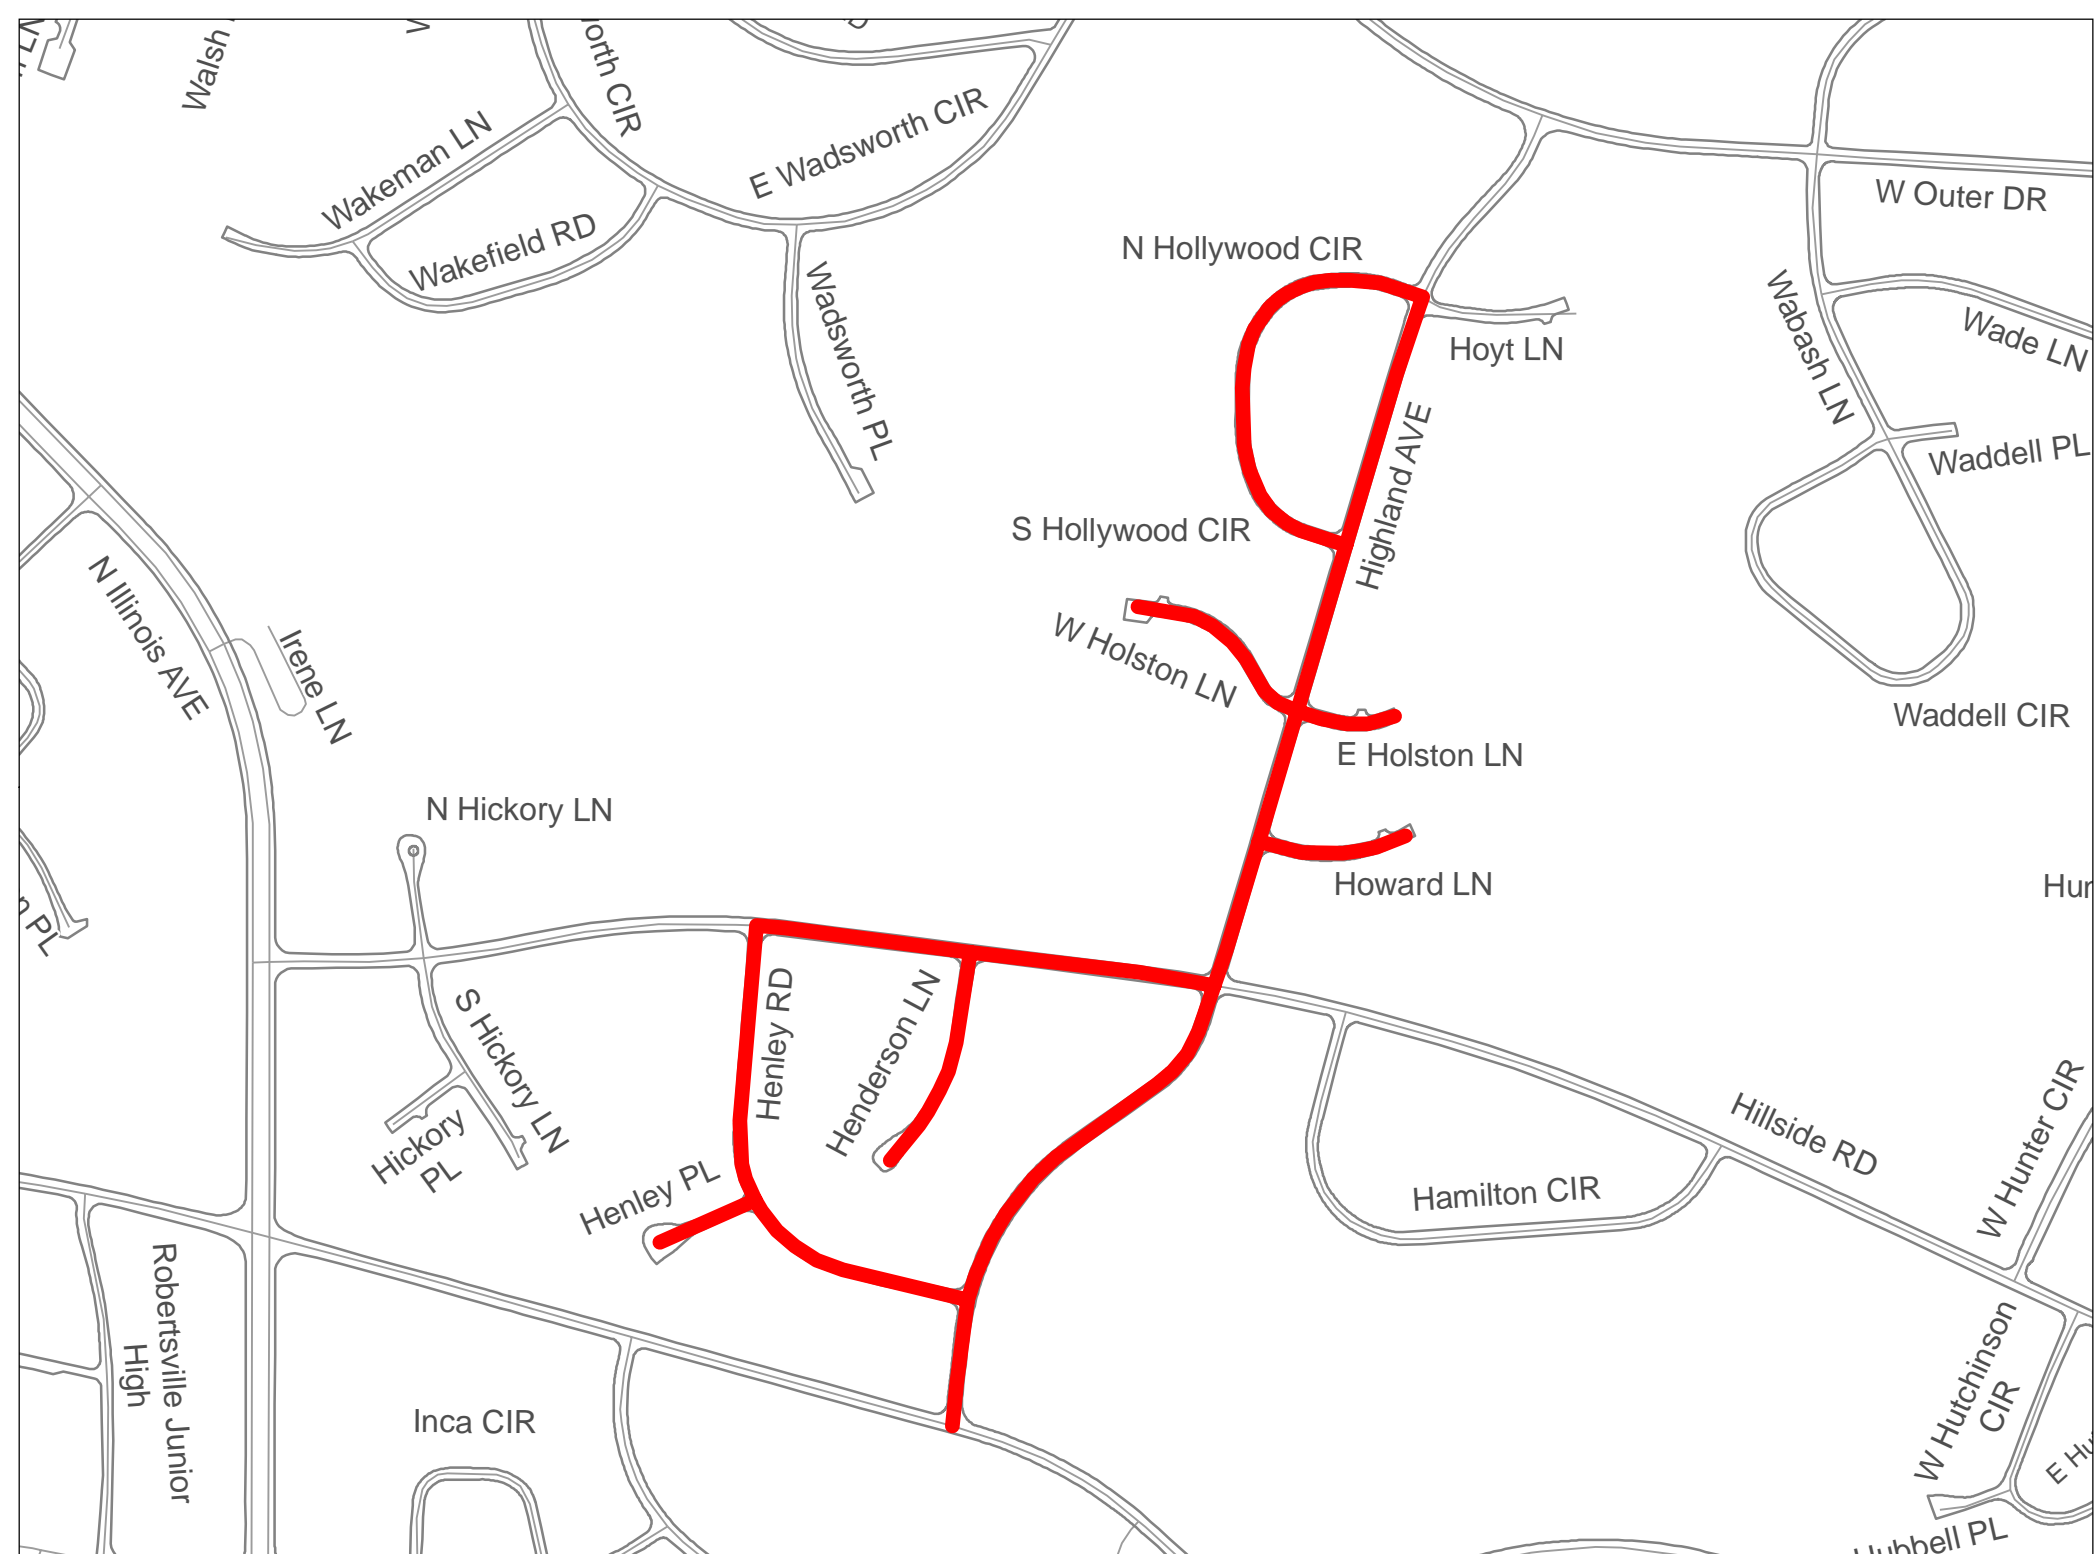 Walsh
E Wadsworth CIR
Wakeman LN
W Outer DR
Wakefield RD
N Hollywood CIR
Wadsworth PL
Wabash LN
Wade LN
Hoyt LN
Highland AVE
Waddell PL
S Hollywood CIR
N Illinois AVE
Irene LN
W Holston LN
Waddell CIR
E Holston LN
N Hickory LN
Howard LN
PL
S Hickory LN
Henley RD
Henderson LN
Hickory
PL
Henley PL
Hamilton CIR
Hillside RD
W Hunter CIR
Robertsville Junior
High
Inca CIR
W Hutchinson
CIR
Hubbell PL